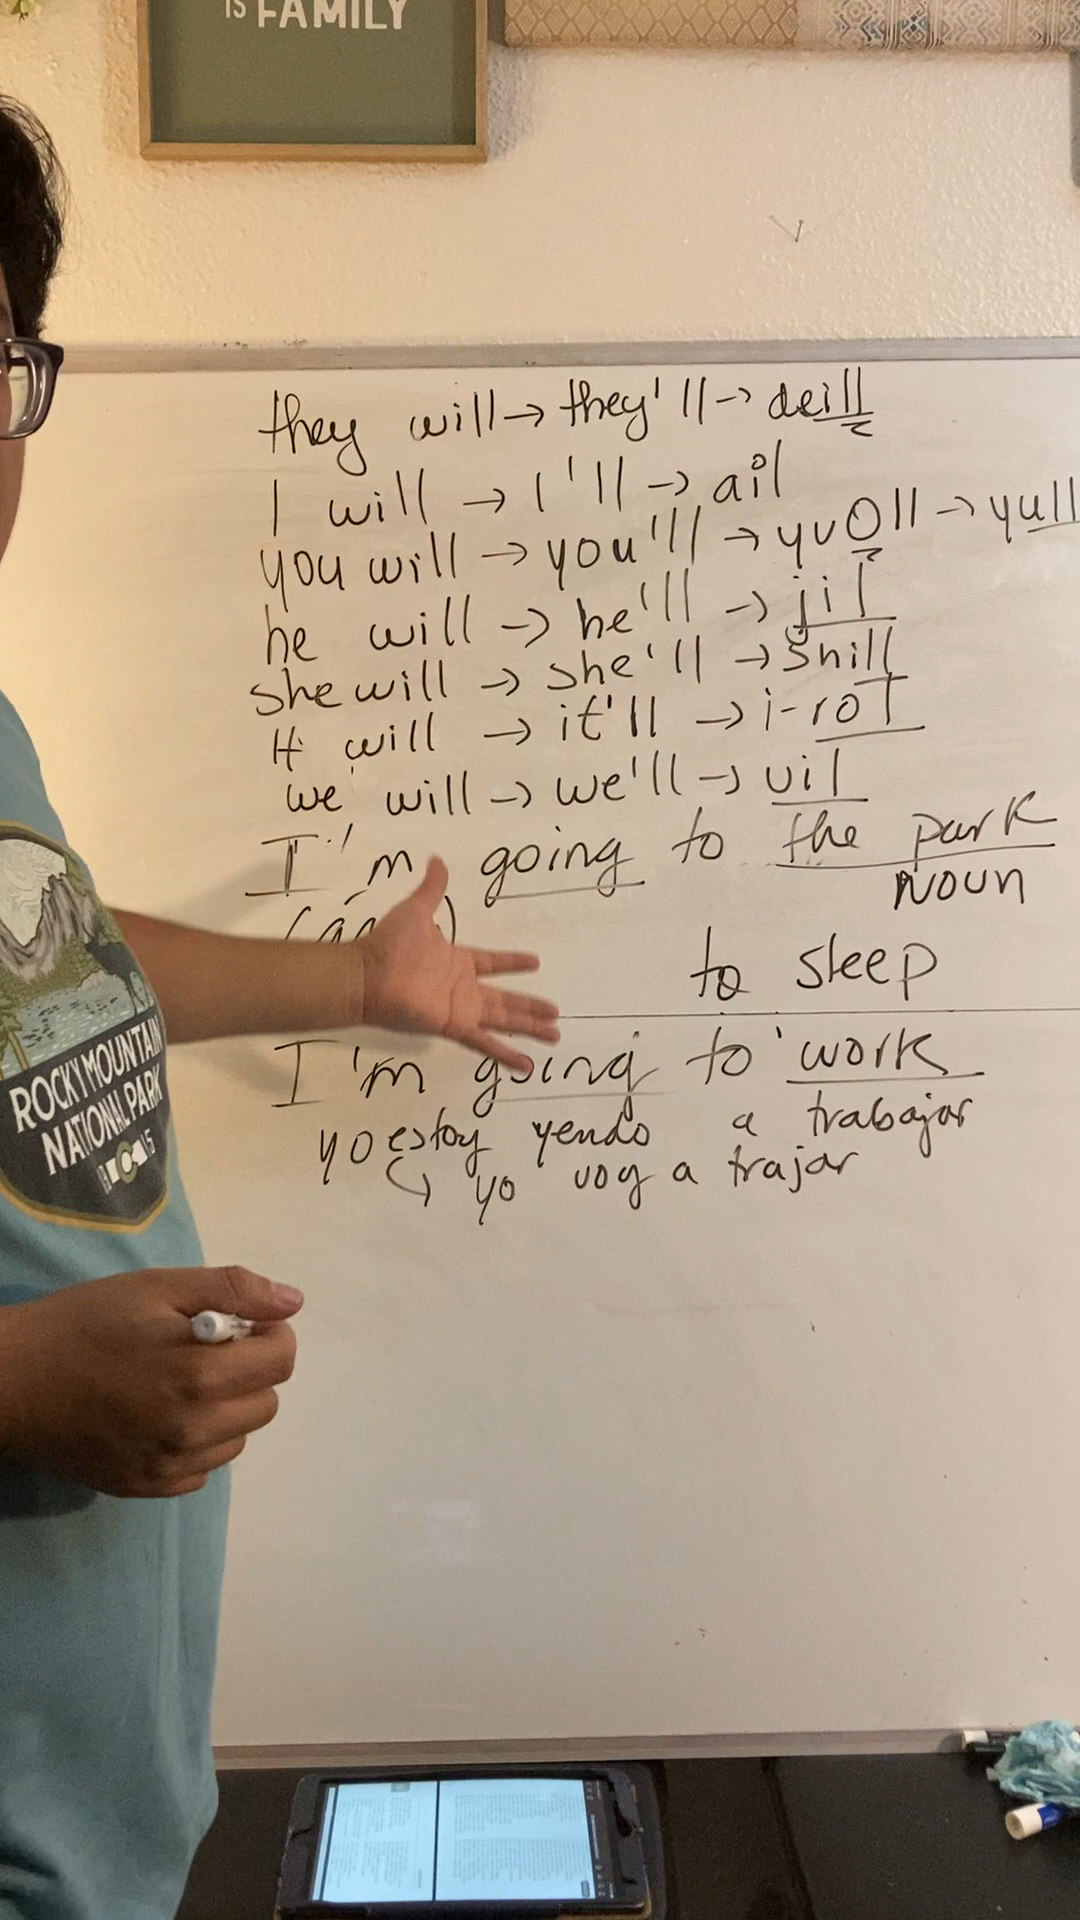 IS FAMILY
they will → they'll → deill
I will → I'll → ail
you will → you'll → yuOll → yull
he will → he'll → jil
she will → she'll → shill
It will → it'll → i-rol
we will → we'll → uil
I'm going to the park
NOUN
to sleep
I'm going to work
yo estoy yendo a trabajar
yo voy a trajar
ROCKY MOUNTAIN
NATIONAL PARK